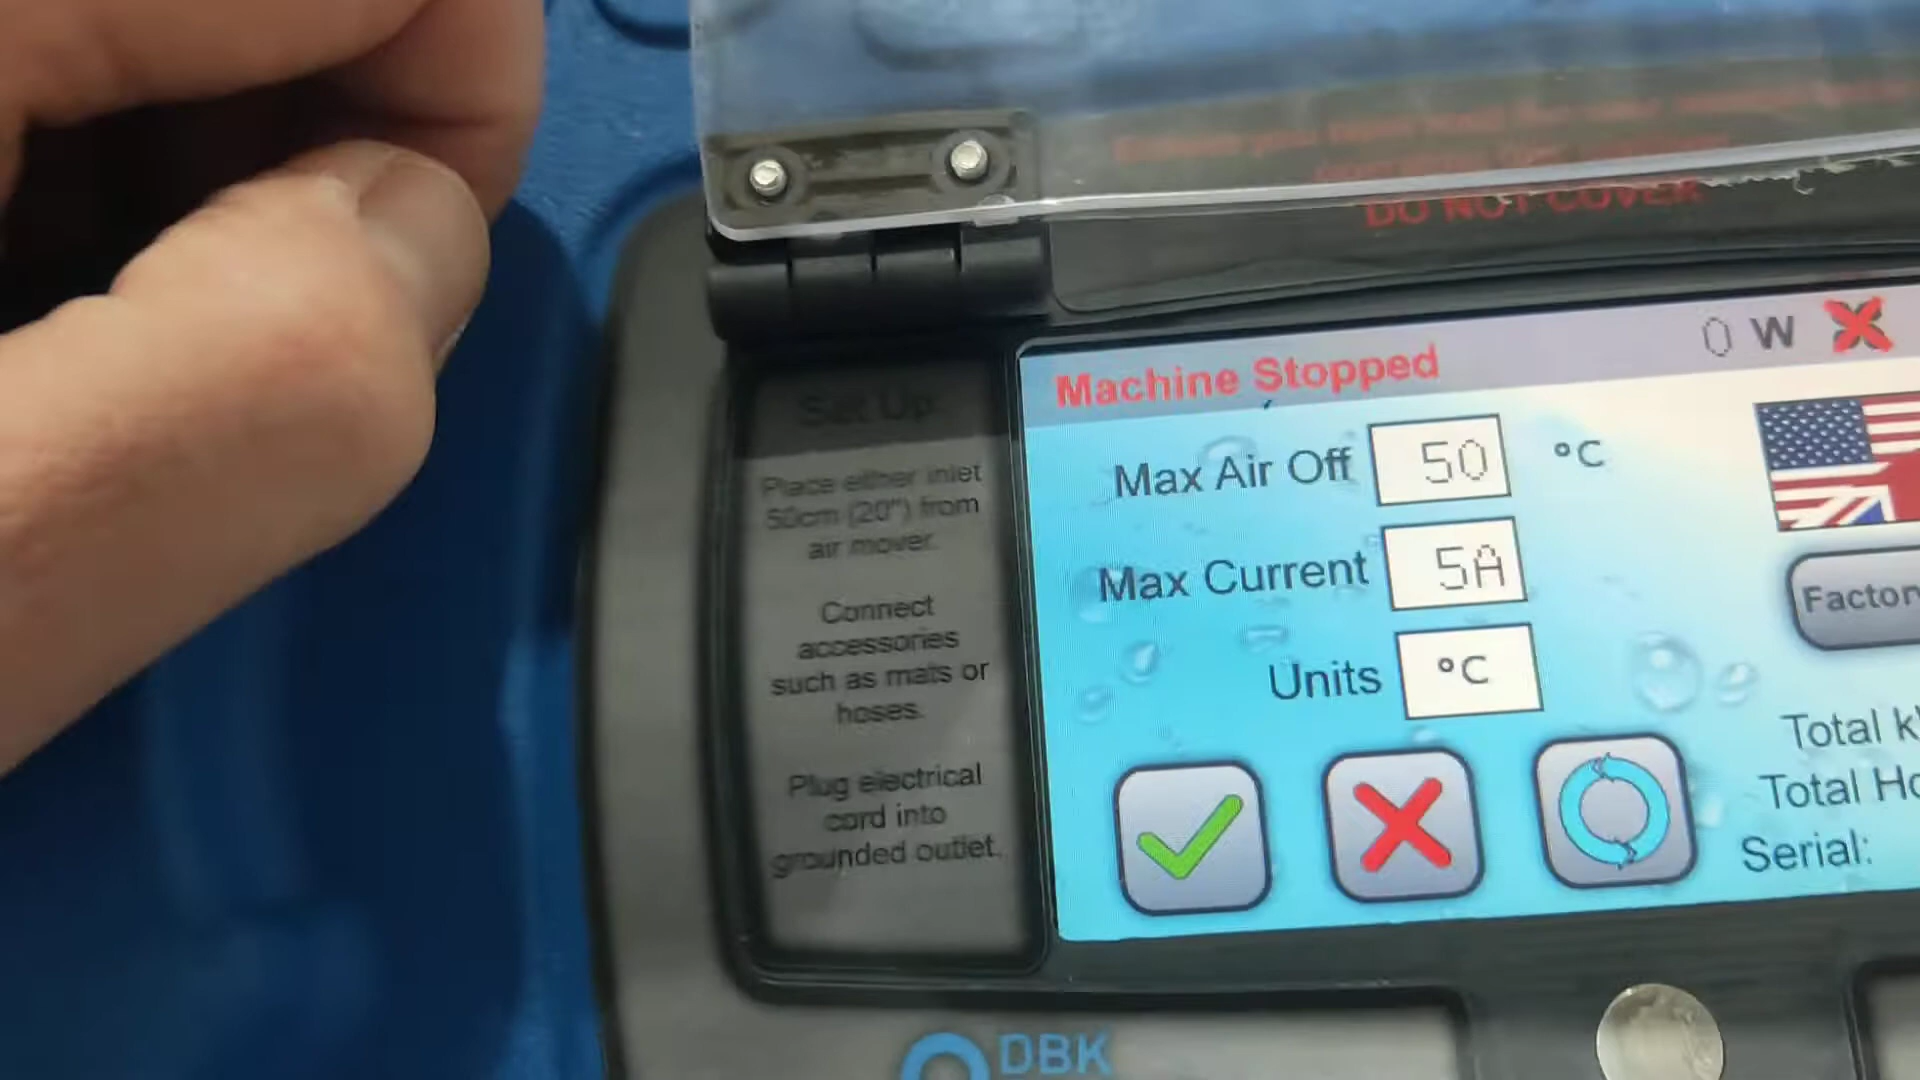 DO NOT COVER
Machine Stopped
0 W
Set Up
Place either inlet
50cm (20") from
air mover.
Connect
accessories
such as mats or
hoses.
Plug electrical
cord into
grounded outlet.
Max Air Off 50 °C
Max Current 5A
Units °C
Factor
Total k
Total Ho
Serial:
DBK